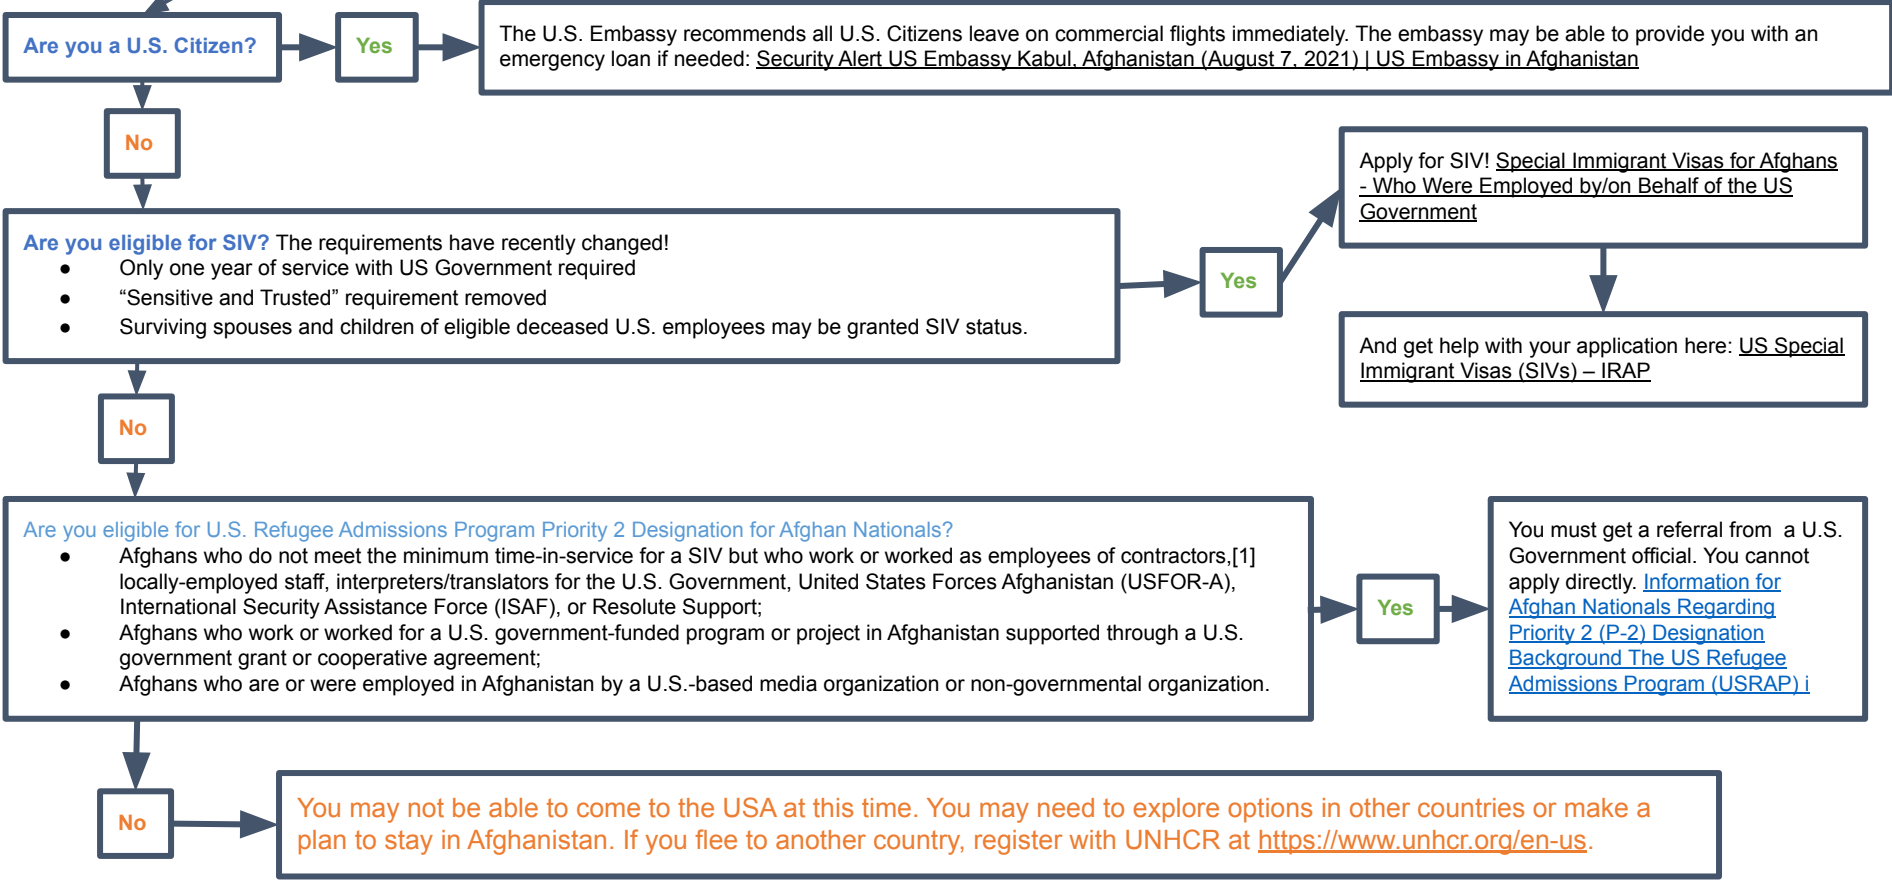 Are you a U.S. Citizen?
Yes
The U.S. Embassy recommends all U.S. Citizens leave on commercial flights immediately. The embassy may be able to provide you with an
emergency loan if needed: Security Alert US Embassy Kabul, Afghanistan (August 7, 2021) | US Embassy in Afghanistan
No
Are you eligible for SIV? The requirements have recently changed!
● Only one year of service with US Government required
● “Sensitive and Trusted” requirement removed
● Surviving spouses and children of eligible deceased U.S. employees may be granted SIV status.
Yes
Apply for SIV! Special Immigrant Visas for Afghans
- Who Were Employed by/on Behalf of the US
Government
And get help with your application here: US Special
Immigrant Visas (SIVs) – IRAP
No
Are you eligible for U.S. Refugee Admissions Program Priority 2 Designation for Afghan Nationals?
● Afghans who do not meet the minimum time-in-service for a SIV but who work or worked as employees of contractors,[1]
locally-employed staff, interpreters/translators for the U.S. Government, United States Forces Afghanistan (USFOR-A),
International Security Assistance Force (ISAF), or Resolute Support;
● Afghans who work or worked for a U.S. government-funded program or project in Afghanistan supported through a U.S.
government grant or cooperative agreement;
● Afghans who are or were employed in Afghanistan by a U.S.-based media organization or non-governmental organization.
Yes
You must get a referral from a U.S.
Government official. You cannot
apply directly. Information for
Afghan Nationals Regarding
Priority 2 (P-2) Designation
Background The US Refugee
Admissions Program (USRAP) i
No
You may not be able to come to the USA at this time. You may need to explore options in other countries or make a
plan to stay in Afghanistan. If you flee to another country, register with UNHCR at https://www.unhcr.org/en-us.